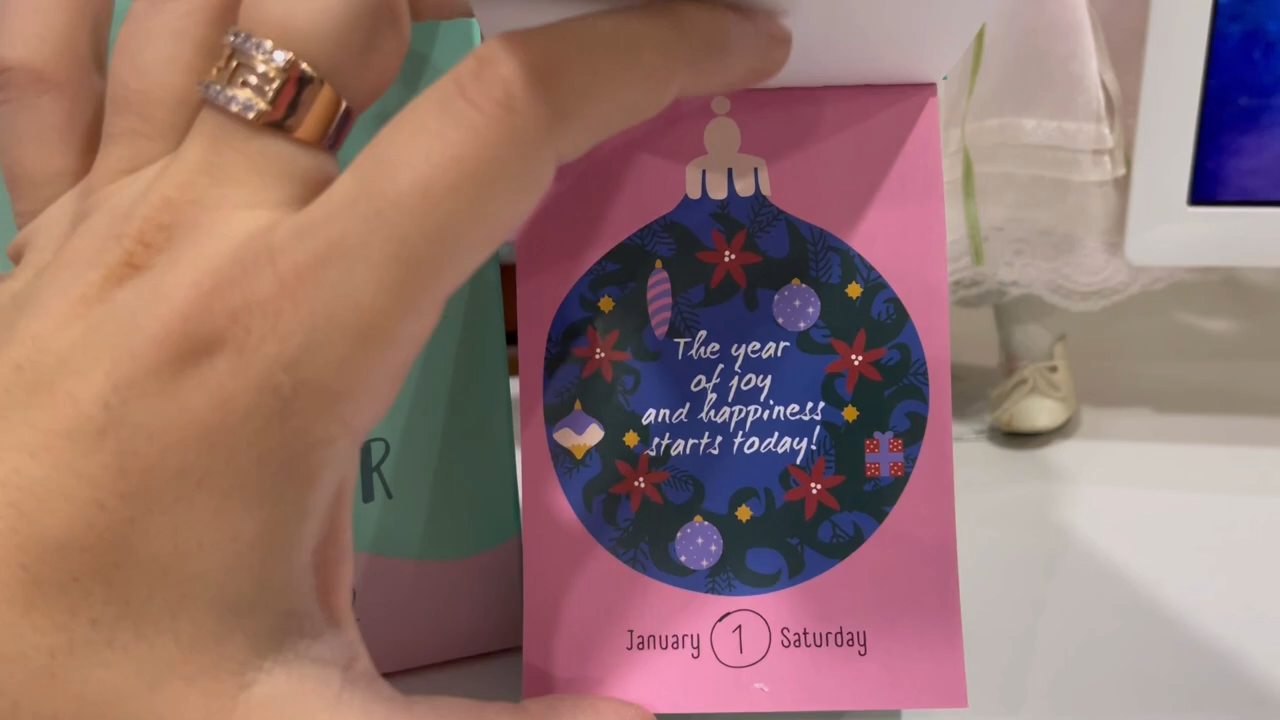 The year
of joy
and happiness
starts today!
R
January 1 Saturday